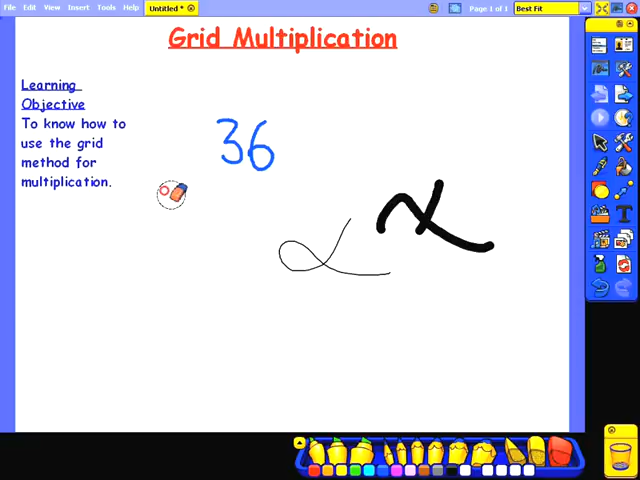 File Edit View Insert Tools Help Untitled * Page 1 of 1 Best Fit
Grid Multiplication
Learning
Objective
To know how to
use the grid
method for
multiplication.
36
x
T